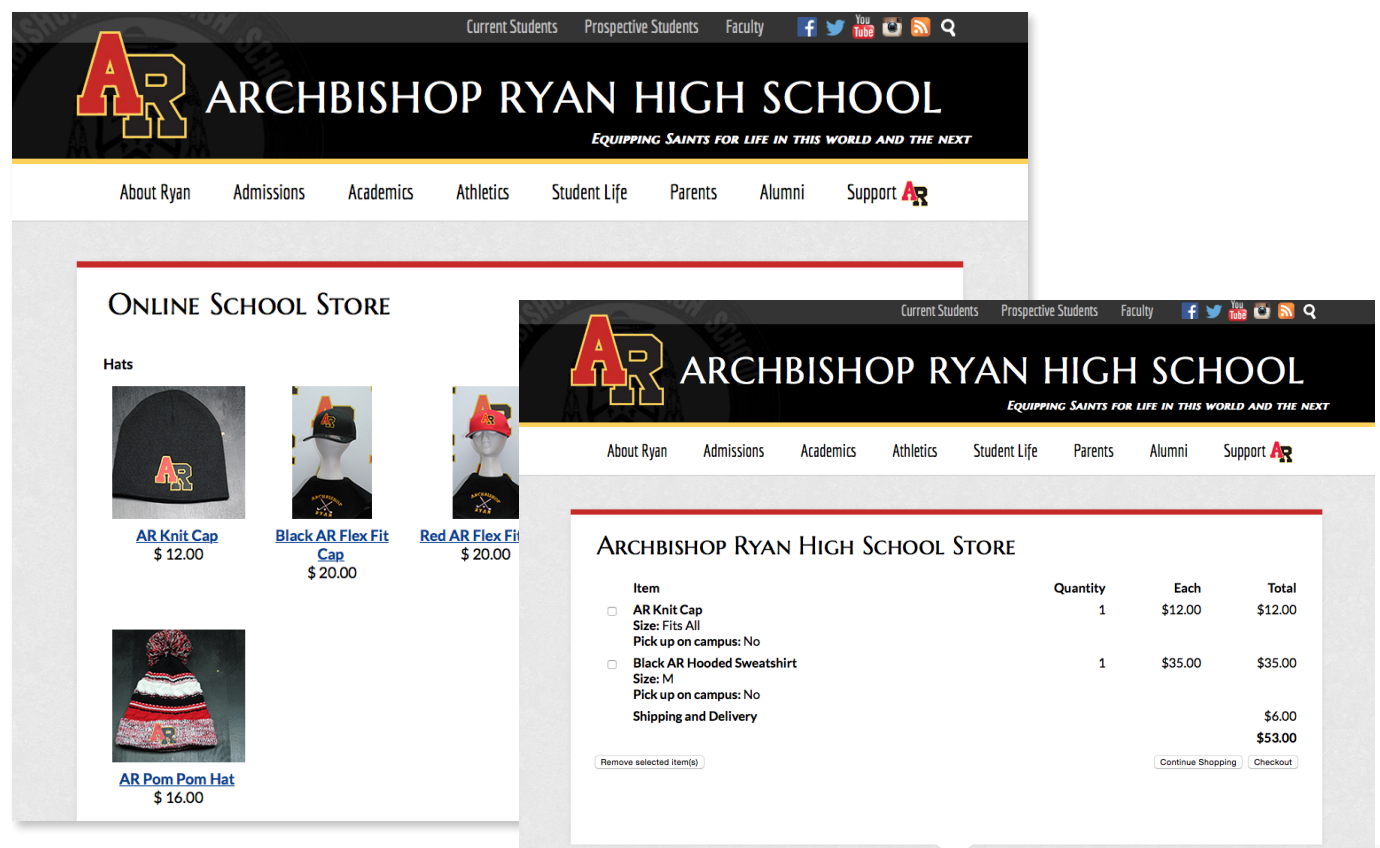 Current Students Prospective Students Faculty You Tube
AR ARCHBISHOP RYAN HIGH SCHOOL
EQUIPPING SAINTS FOR LIFE IN THIS WORLD AND THE NEXT
About Ryan Admissions Academics Athletics Student Life Parents Alumni Support AR
ONLINE SCHOOL STORE
Hats
AR Knit Cap
$ 12.00
Black AR Flex Fit
Cap
$ 20.00
Red AR Flex Fit
$ 20.00
AR Pom Pom Hat
$ 16.00
Current Students Prospective Students Faculty You Tube
AR ARCHBISHOP RYAN HIGH SCHOOL
EQUIPPING SAINTS FOR LIFE IN THIS WORLD AND THE NEXT
About Ryan Admissions Academics Athletics Student Life Parents Alumni Support AR
ARCHBISHOP RYAN HIGH SCHOOL STORE
Item Quantity Each Total
AR Knit Cap 1 $12.00 $12.00
Size: Fits All
Pick up on campus: No
Black AR Hooded Sweatshirt 1 $35.00 $35.00
Size: M
Pick up on campus: No
Shipping and Delivery $6.00
$53.00
Remove selected item(s) Continue Shopping Checkout